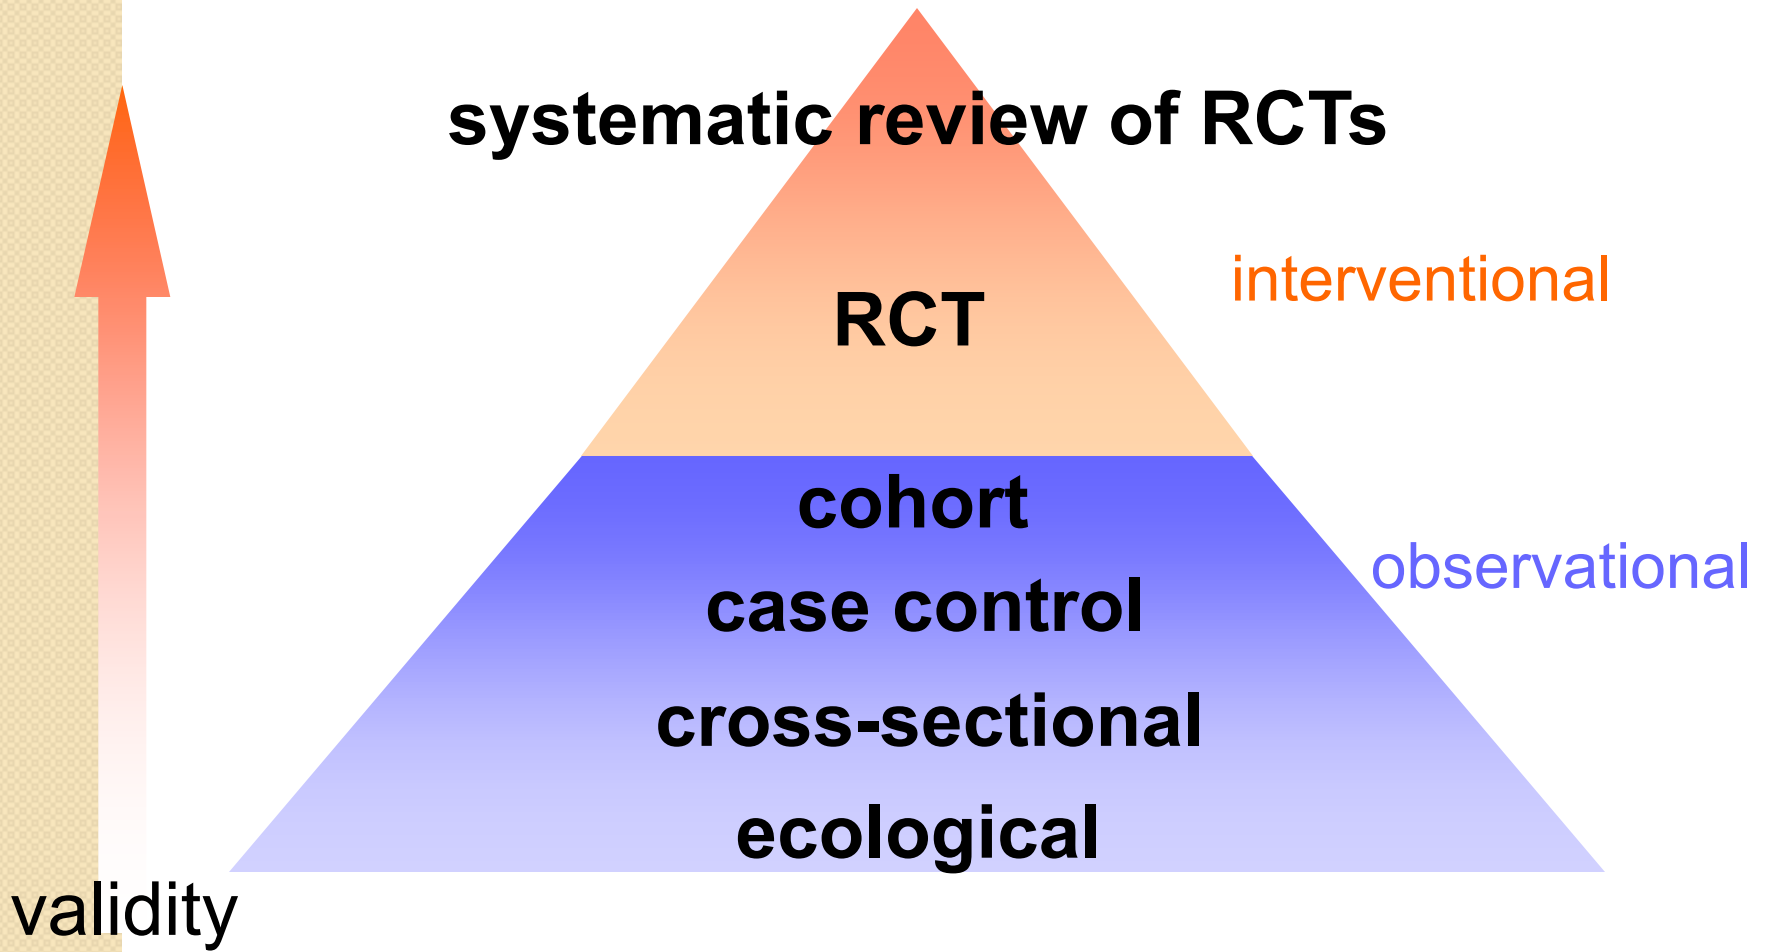 systematic review of RCTs
interventional
RCT
cohort
observational
case control
cross-sectional
ecological
validity